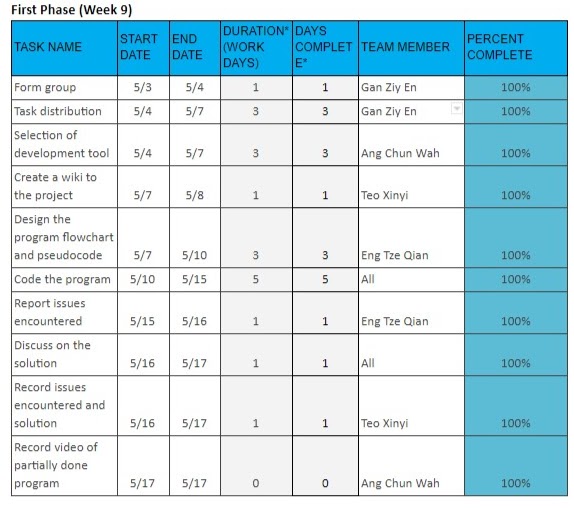 First Phase (Week 9)
TASK NAME START DATE END DATE DURATION* (WORK DAYS) DAYS COMPLET E* TEAM MEMBER PERCENT COMPLETE
Form group 5/3 5/4 1 1 Gan Ziy En 100%
Task distribution 5/4 5/7 3 3 Gan Ziy En 100%
Selection of
development tool 5/4 5/7 3 3 Ang Chun Wah 100%
Create a wiki to
the project 5/7 5/8 1 1 Teo Xinyi 100%
Design the
program flowchart
and pseudocode 5/7 5/10 3 3 Eng Tze Qian 100%
Code the program 5/10 5/15 5 5 All 100%
Report issues
encountered 5/15 5/16 1 1 Eng Tze Qian 100%
Discuss on the
solution 5/16 5/17 1 1 All 100%
Record issues
encountered and
solution 5/16 5/17 1 1 Teo Xinyi 100%
Record video of
partially done
program 5/17 5/17 0 0 Ang Chun Wah 100%